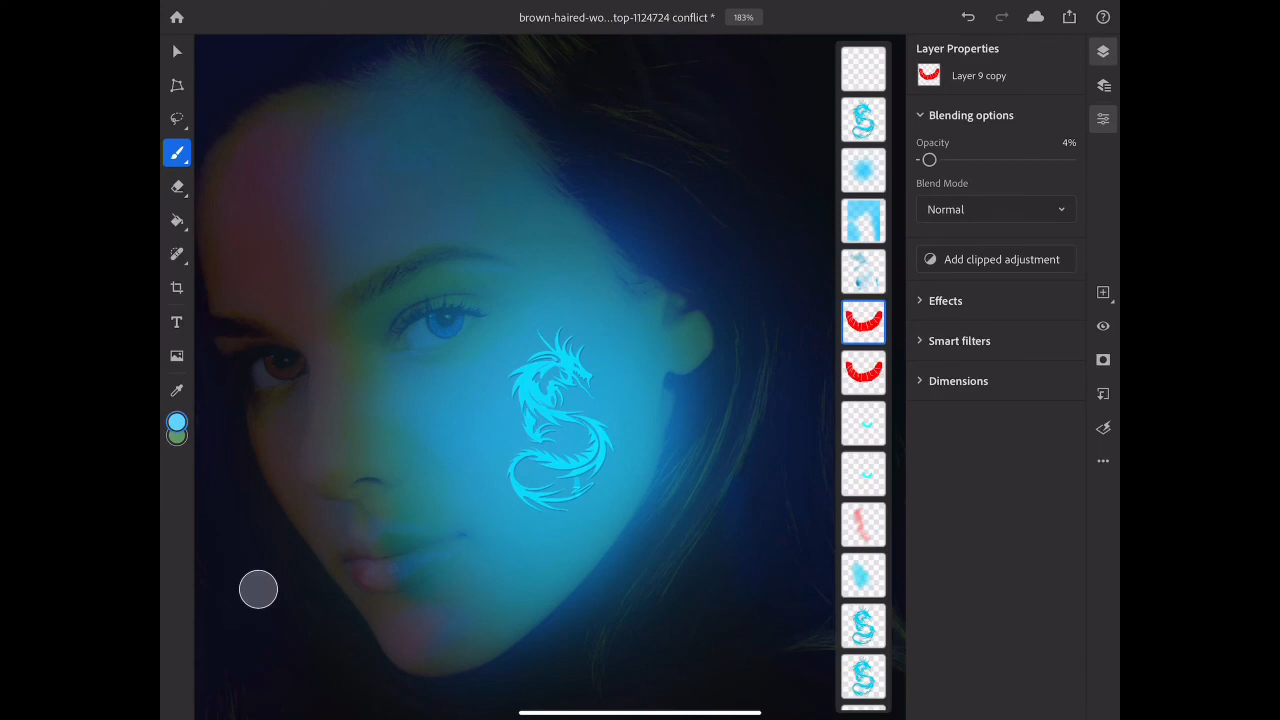 brown-haired-wo...top-1124724 conflict *
183%
Layer Properties
Layer 9 copy
Blending options
Opacity
4%
Blend Mode
Normal
Add clipped adjustment
Effects
Smart filters
Dimensions